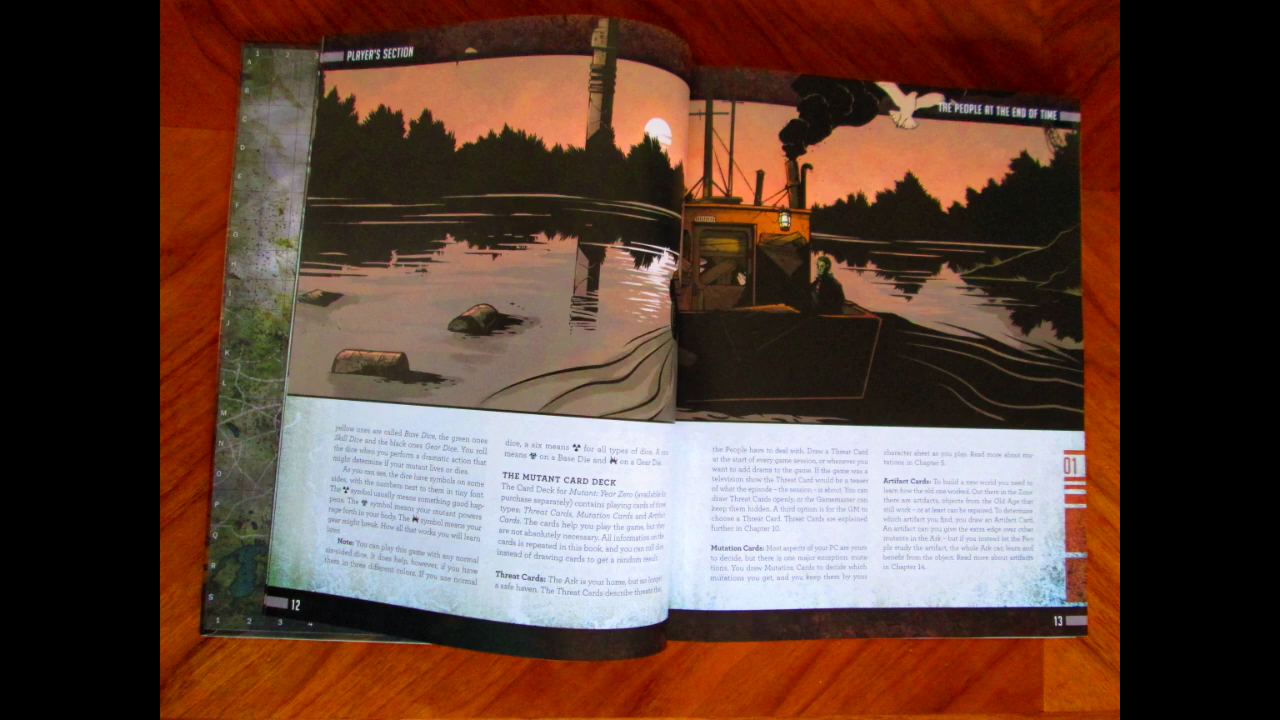 PLAYER'S SECTION
yellow ones are called Base Dice, the green ones
Skill Dice and the black ones Gear Dice. You roll
the dice when you perform a dramatic action that
might determine if your mutant lives or dies.
As you can see, the dice have symbols on some
sides, with the numbers next to them in tiny font.
The symbol usually means something good hap-
pens. The symbol means your mutant powers
repe forth in your body. The symbol means your
gear might break. How all that works you will learn
Note: You can play this game with any normal
six-sided dice. It does help, however, if you have
them in three different colors. If you use normal
dice, a six means for all types of dice. A
means on a Base Die and on a Gear Die.
THE MUTANT CARD DECK
The Card Deck for Mutant: Year Zero (available
purchase separately) contains playing cards of three
types: Threat Cards, Mutation Cards and Artifact
Cards. The cards help you play the game, but they
are not absolutely necessary. All information on the
cards is repeated in this book, and you can roll dice
instead of drawing cards to get a random result.
Threat Cards: The Ark is your home, but no longer
a safe haven. The Threat Cards describe threats that
12
THE PEOPLE AT THE END OF TIME
the People have to deal with. Draw a Threat Card
at the start of every game session, or whenever you
want to add drama to the game. If the game was a
television show the Threat Card would be a teaser
of what the episode – the session – is about. You can
draw Threat Cards openly, or the Gamemaster can
keep them hidden. A third option is for the GM to
choose a Threat Card. Threat Cards are explained
further in Chapter 10.
Mutation Cards: Most aspects of your PC are yours
to decide, but there is one major exception, muta-
tions. You draw Mutation Cards to decide which
mutations you get, and you keep them by your
character sheet as you play. Read more about mu-
tations in Chapter 5.
Artifact Cards: To build a new world you need to
learn how the old one worked. Out there in the Zone
there are artifacts, objects from the Old Age that
still work – or at least can be repaired. To determine
which artifact you find, you draw an Artifact Card.
An artifact can give you the extra edge over other
mutants in the Ark – but if you instead let the Peo-
ple study the artifact, the whole Ark can learn and
benefit from the object. Read more about artifacts
in Chapter 14.
01
13